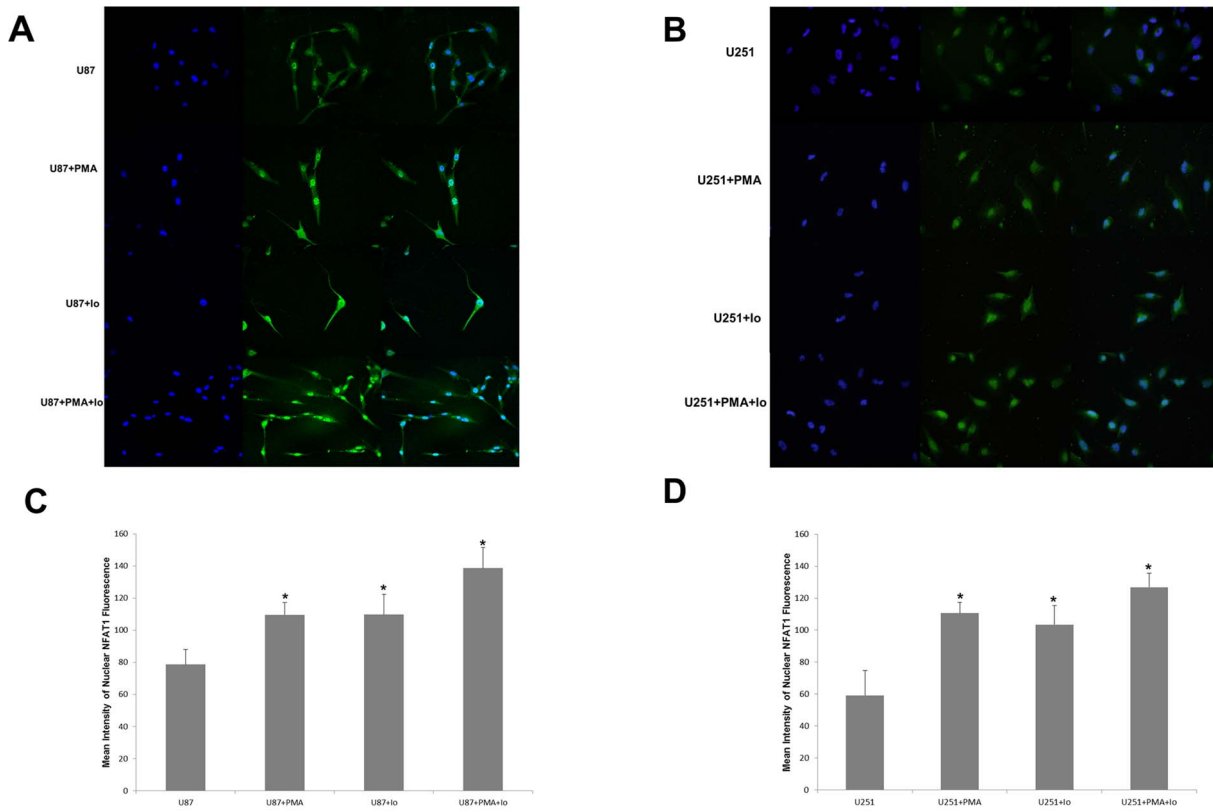 A
U87
U87+PMA
U87+Io
U87+PMA+Io
B
U251
U251+PMA
U251+Io
U251+PMA+Io
C
Mean Intensity of Nuclear NFAT1 Fluorescence
160
140
120
100
80
60
40
20
0
*
*
*
U87
U87+PMA
U87+Io
U87+PMA+Io
D
Mean Intensity of Nuclear NFAT1 Fluorescence
160
140
120
100
80
60
40
20
0
*
*
*
U251
U251+PMA
U251+Io
U251+PMA+Io